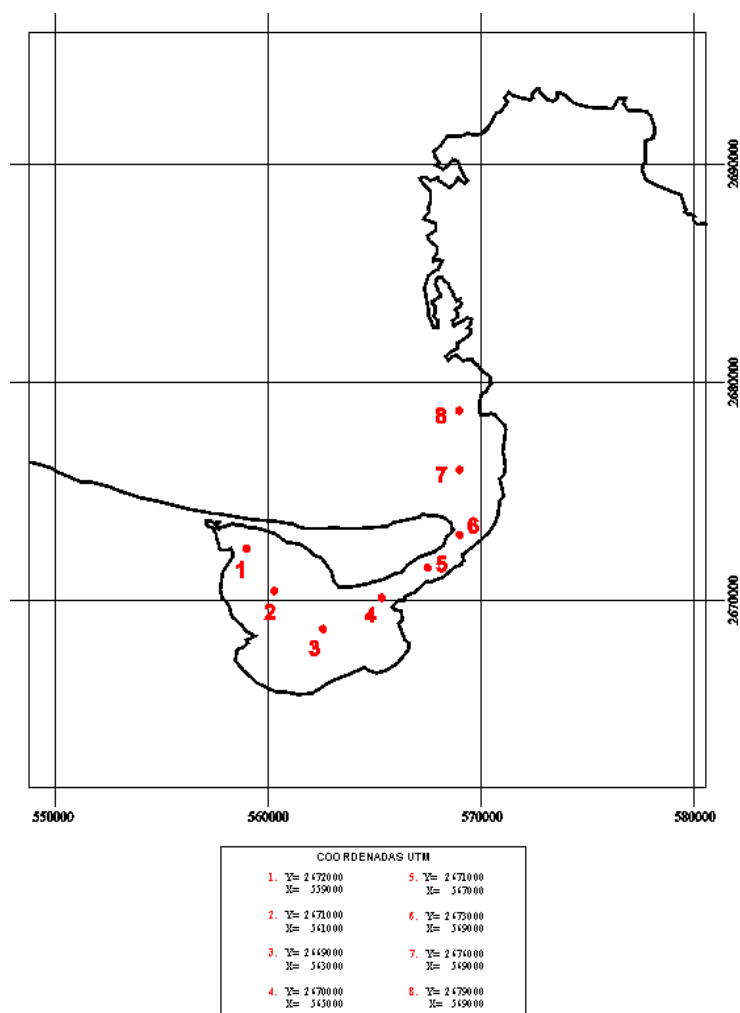 2690000
2680000
8
7
6
5
1
2
4
2670000
3
550000
560000
570000
580000
COORDENADAS UTM
1. Y= 2672000
X= 559000
5. Y= 2671000
X= 567000
2. Y= 2671000
X= 561000
6. Y= 2673000
X= 569000
3. Y= 2669000
X= 563000
7. Y= 2676000
X= 569000
4. Y= 2670000
X= 565000
8. Y= 2679000
X= 569000